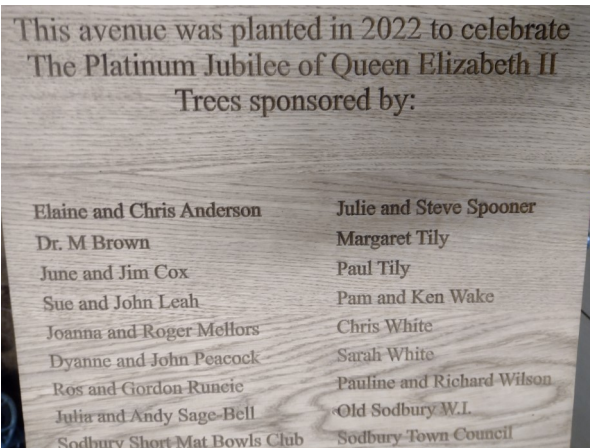 This avenue was planted in 2022 to celebrate
The Platinum Jubilee of Queen Elizabeth II
Trees sponsored by:
Elaine and Chris Anderson
Dr. M Brown
June and Jim Cox
Sue and John Leah
Joanna and Roger Mellors
Dyanne and John Peacock
Ros and Gordon Runcie
Julia and Andy Sage-Bell
Sodbury Short Mat Bowls Club
Julie and Steve Spooner
Margaret Tily
Paul Tily
Pam and Ken Wake
Chris White
Sarah White
Pauline and Richard Wilson
Old Sodbury W.I.
Sodbury Town Council